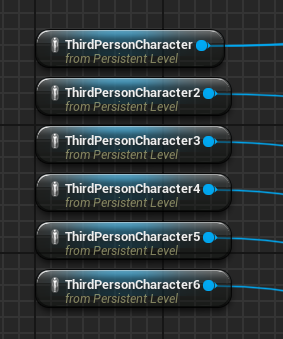 ThirdPersonCharacter
from Persistent Level
ThirdPersonCharacter2
from Persistent Level
ThirdPersonCharacter3
from Persistent Level
ThirdPersonCharacter4
from Persistent Level
ThirdPersonCharacter5
from Persistent Level
ThirdPersonCharacter6
from Persistent Level